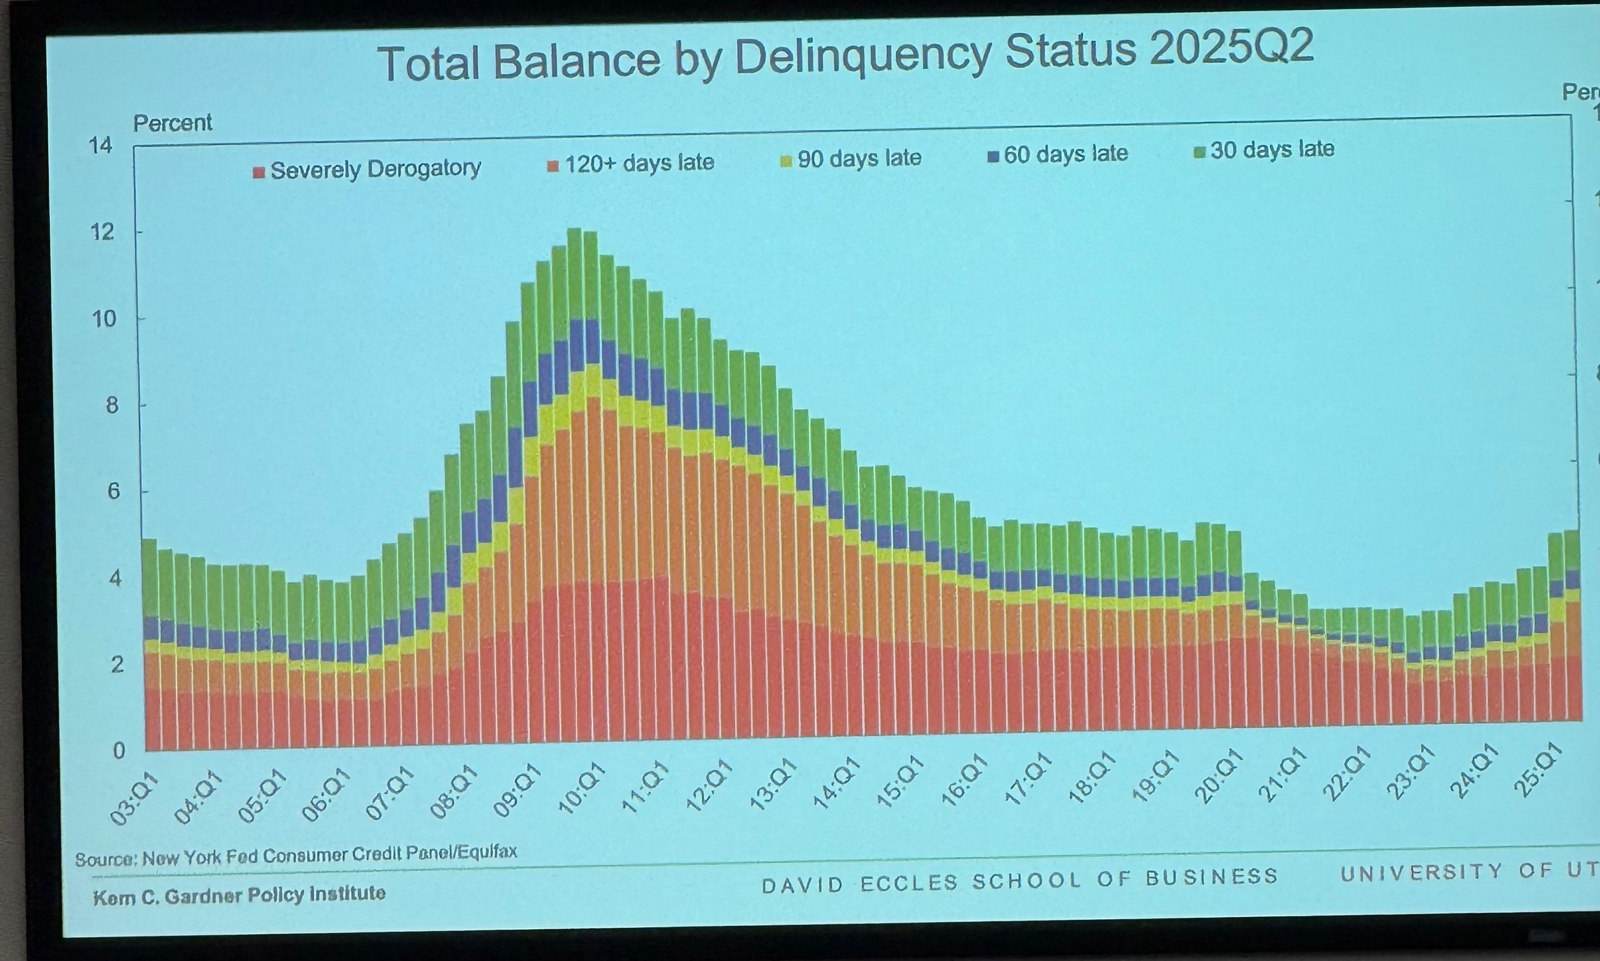 Total Balance by Delinquency Status 2025Q2
Percent
Per
14
12
10
8
6
4
2
0
Severely Derogatory
120+ days late
90 days late
60 days late
30 days late
03:Q1
04:Q1
05:Q1
06:Q1
07:Q1
08:Q1
09:Q1
10:Q1
11:Q1
12:Q1
13:Q1
14:Q1
15:Q1
16:Q1
17:Q1
18:Q1
19:Q1
20:Q1
21:Q1
22:Q1
23:Q1
24:Q1
25:Q1
Source: New York Fed Consumer Credit Panel/Equifax
Kem C. Gardner Policy Institute
DAVID ECCLES SCHOOL OF BUSINESS
UNIVERSITY OF UT